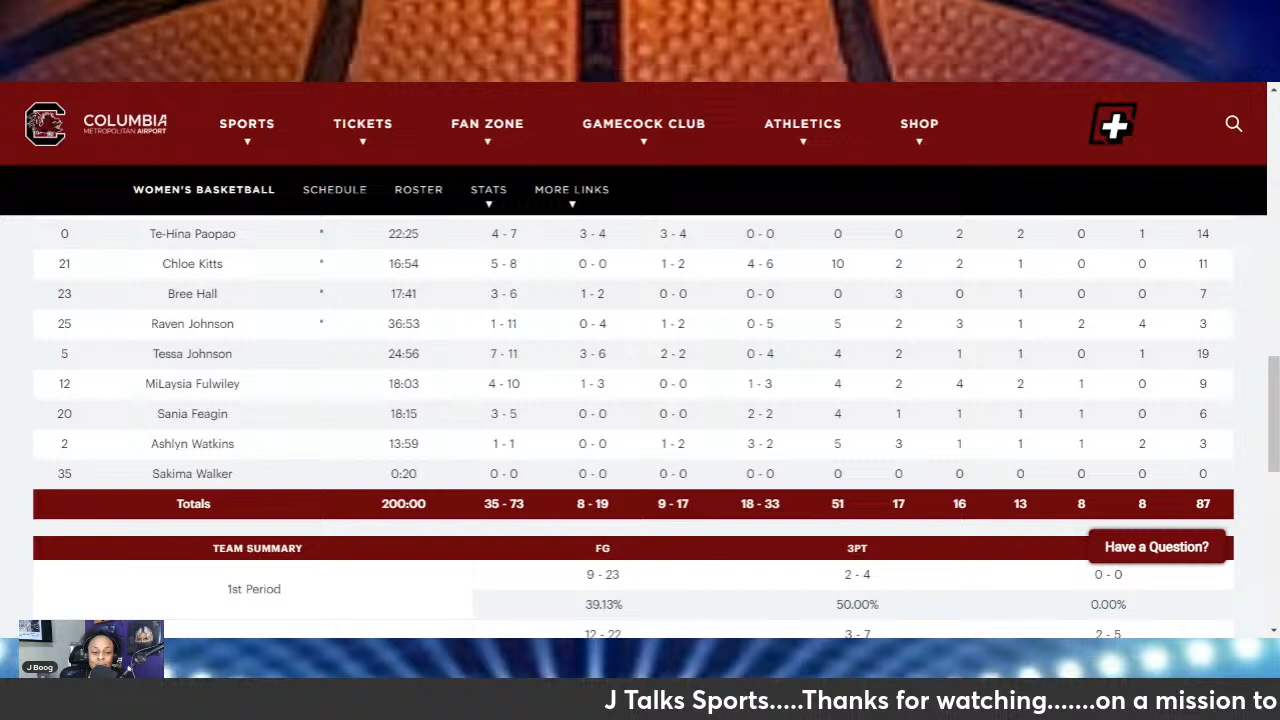 COLUMBIA
METROPOLITAN AIRPORT
SPORTS TICKETS FAN ZONE GAMECOCK CLUB ATHLETICS SHOP
WOMEN'S BASKETBALL SCHEDULE ROSTER STATS MORE LINKS
0 Te-Hina Paopao * 22:25 4 - 7 3 - 4 3 - 4 0 - 0 0 0 2 2 0 1 14
21 Chloe Kitts * 16:54 5 - 8 0 - 0 1 - 2 4 - 6 10 2 2 1 0 0 11
23 Bree Hall * 17:41 3 - 6 1 - 2 0 - 0 0 - 0 0 3 0 1 0 0 7
25 Raven Johnson * 36:53 1 - 11 0 - 4 1 - 2 0 - 5 5 2 3 1 2 4 3
5 Tessa Johnson 24:56 7 - 11 3 - 6 2 - 2 0 - 4 4 2 1 1 0 1 19
12 MiLaysia Fulwiley 18:03 4 - 10 1 - 3 0 - 0 1 - 3 4 2 4 2 1 0 9
20 Sania Feagin 18:15 3 - 5 0 - 0 0 - 0 2 - 2 4 1 1 1 1 0 6
2 Ashlyn Watkins 13:59 1 - 1 0 - 0 1 - 2 3 - 2 5 3 1 1 1 2 3
35 Sakima Walker 0:20 0 - 0 0 - 0 0 - 0 0 - 0 0 0 0 0 0 0 0
Totals 200:00 35 - 73 8 - 19 9 - 17 18 - 33 51 17 16 13 8 8 87
TEAM SUMMARY FG 3PT
Have a Question?
1st Period
9 - 23 2 - 4 0 - 0
39.13% 50.00% 0.00%
12 - 22 3 - 7 2 - 5
J Boog
J Talks Sports.....Thanks for watching.......on a mission to